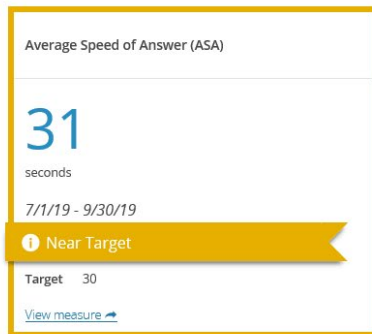 Average Speed of Answer (ASA)
31
seconds
7/1/19 - 9/30/19
Near Target
Target 30
View measure